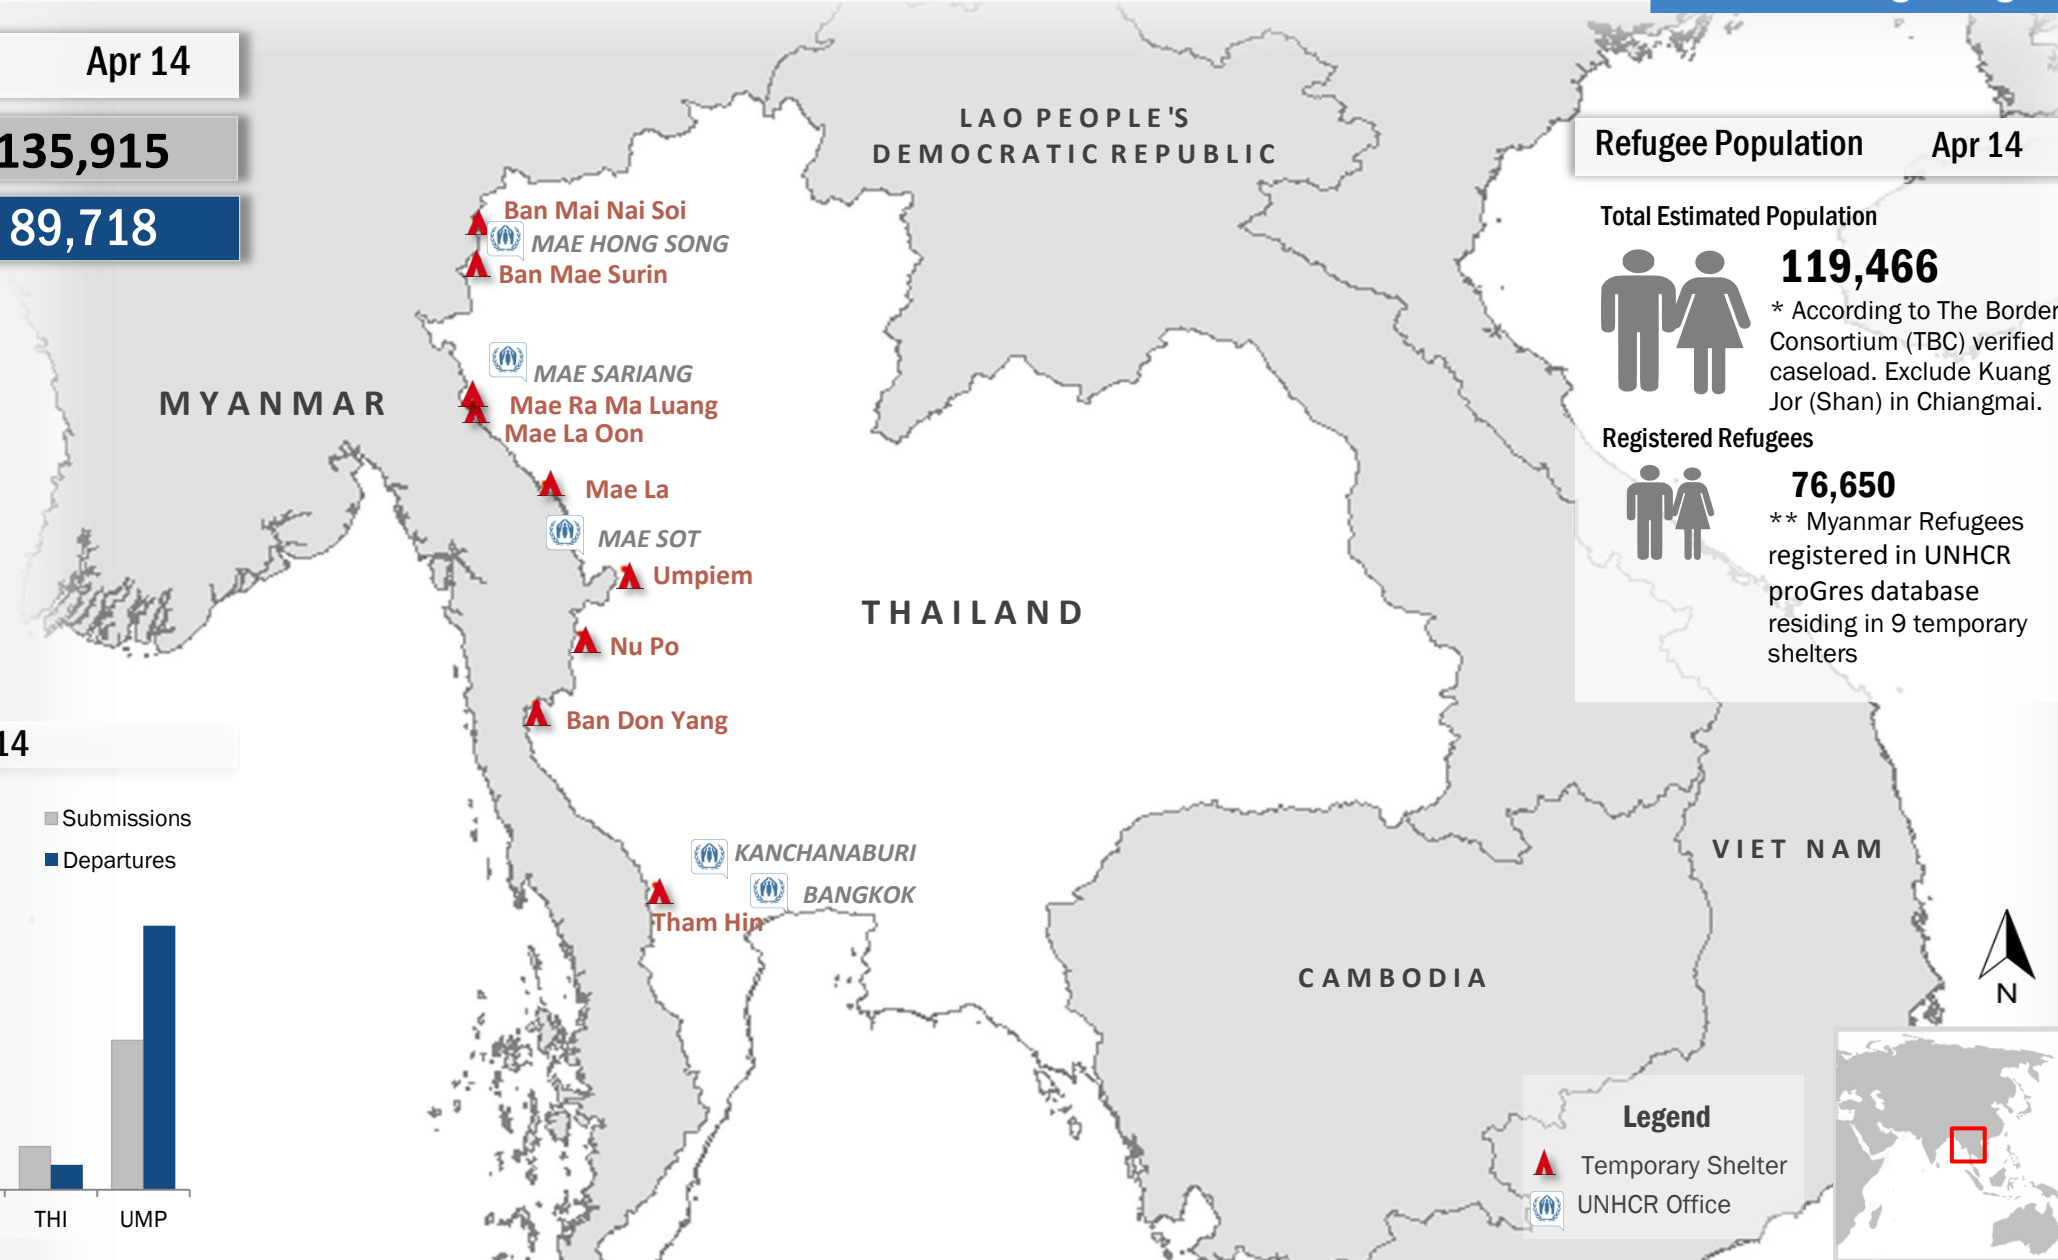 Apr 14
135,915
89,718
LAO PEOPLE'S
DEMOCRATIC REPUBLIC
Refugee Population Apr 14
Total Estimated Population
119,466
* According to The Border
Consortium (TBC) verified
caseload. Exclude Kuang
Jor (Shan) in Chiangmai.
Registered Refugees
76,650
** Myanmar Refugees
registered in UNHCR
proGres database
residing in 9 temporary
shelters
Ban Mai Nai Soi
MAE HONG SONG
Ban Mae Surin
MAE SARIANG
MYANMAR
Mae Ra Ma Luang
Mae La Oon
Mae La
MAE SOT
Umpiem
THAILAND
Nu Po
Ban Don Yang
14
Submissions
Departures
KANCHANABURI
BANGKOK
Tham Hin
VIET NAM
CAMBODIA
N
Legend
Temporary Shelter
UNHCR Office
THI UMP